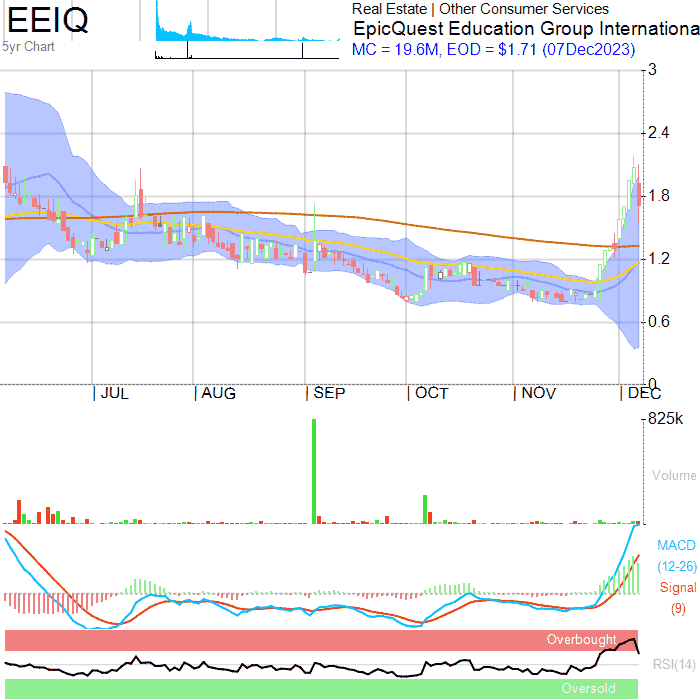 EEIQ
5yr Chart
Real Estate | Other Consumer Services
EpicQuest Education Group Internationa
MC = 19.6M, EOD = $1.71 (07Dec2023)
3
2.4
1.8
1.2
0.6
0
JUL AUG SEP OCT NOV DEC
825k
Volume
MACD
(12-26)
Signal
(9)
Overbought
RSI(14)
Oversold